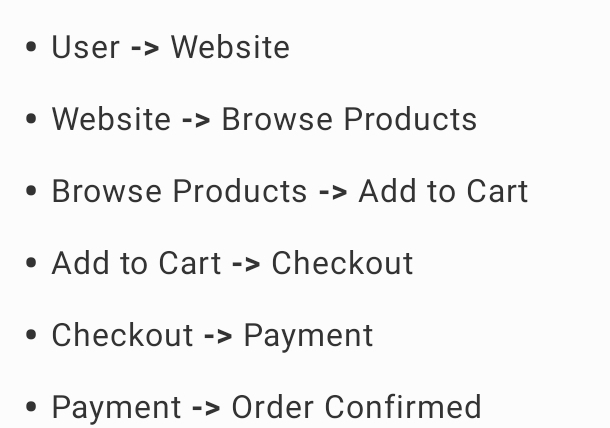 • User -> Website
• Website -> Browse Products
• Browse Products -> Add to Cart
• Add to Cart -> Checkout
• Checkout -> Payment
• Payment -> Order Confirmed